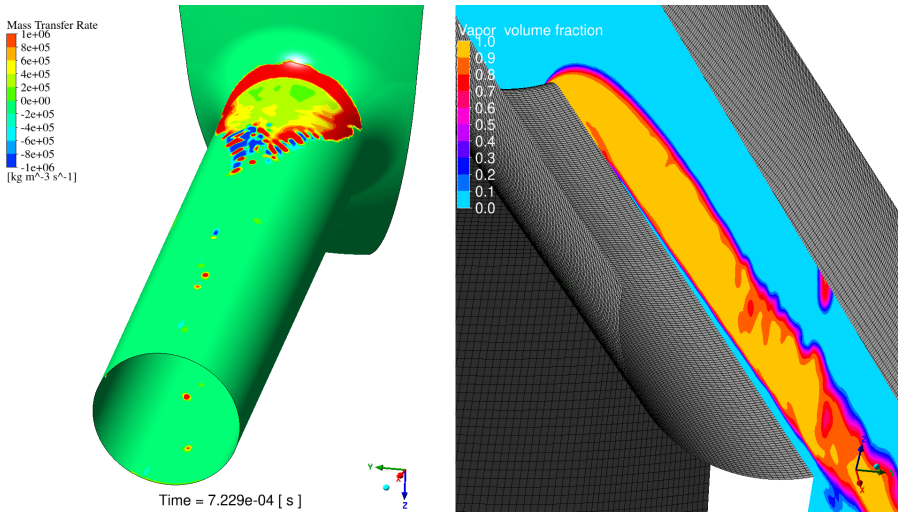 Mass Transfer Rate
1e+06
8e+05
6e+05
4e+05
2e+05
0e+00
-2e+05
-4e+05
-6e+05
-8e+05
-1e+06
[kg m^-3 s^-1]
Time = 7.229e-04 [ s ]
Y
X
Z
Vapor volume fraction
1.0
0.9
0.8
0.7
0.6
0.5
0.4
0.3
0.2
0.1
0.0
Z
X